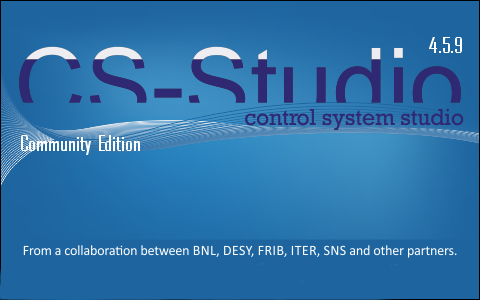 4.5.9
CS-Studio
control system studio
Community Edition
From a collaboration between BNL, DESY, FRIB, ITER, SNS and other partners.